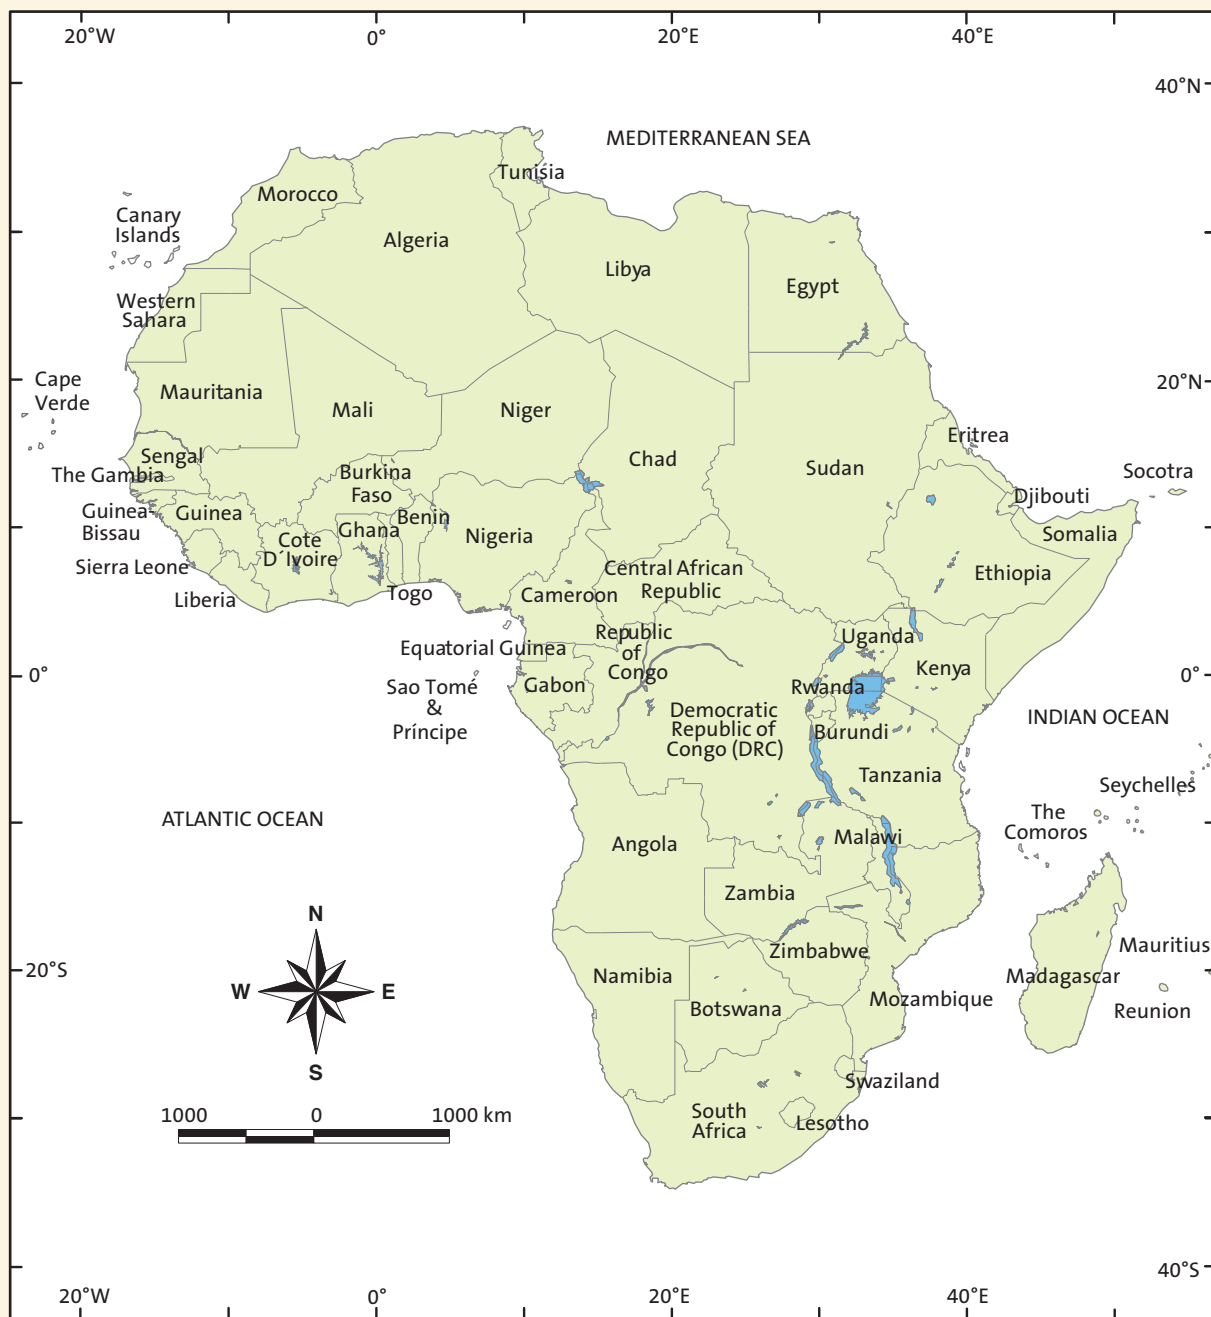 20°W 0° 20°E 40°E
40°N
MEDITERRANEAN SEA
Tunisia
Morocco
Canary
Islands
Algeria
Libya
Egypt
Western
Sahara
Cape
Verde
20°N
Mauritania
Mali
Niger
Eritrea
Sengal
Chad
Sudan
The Gambia
Burkina
Faso
Socotra
Djibouti
Guinea-
Bissau
Guinea
Benin
Ghana
Nigeria
Somalia
Cote
D´Ivoire
Sierra Leone
Central African
Republic
Ethiopia
Liberia
Togo
Cameroon
Republic
of
Congo
Uganda
Equatorial Guinea
Kenya
0°
0°
Gabon
Rwanda
Sao Tomé
&
Príncipe
Democratic
Republic of
Congo (DRC)
Burundi
INDIAN OCEAN
Tanzania
Seychelles
ATLANTIC OCEAN
The
Comoros
Angola
Malawi
Zambia
N
Zimbabwe
Mauritius
20°S
Namibia
Madagascar
W
E
Botswana
Mozambique
Reunion
S
Swaziland
1000 0 1000 km
South
Africa
Lesotho
40°S
20°W 0° 20°E 40°E